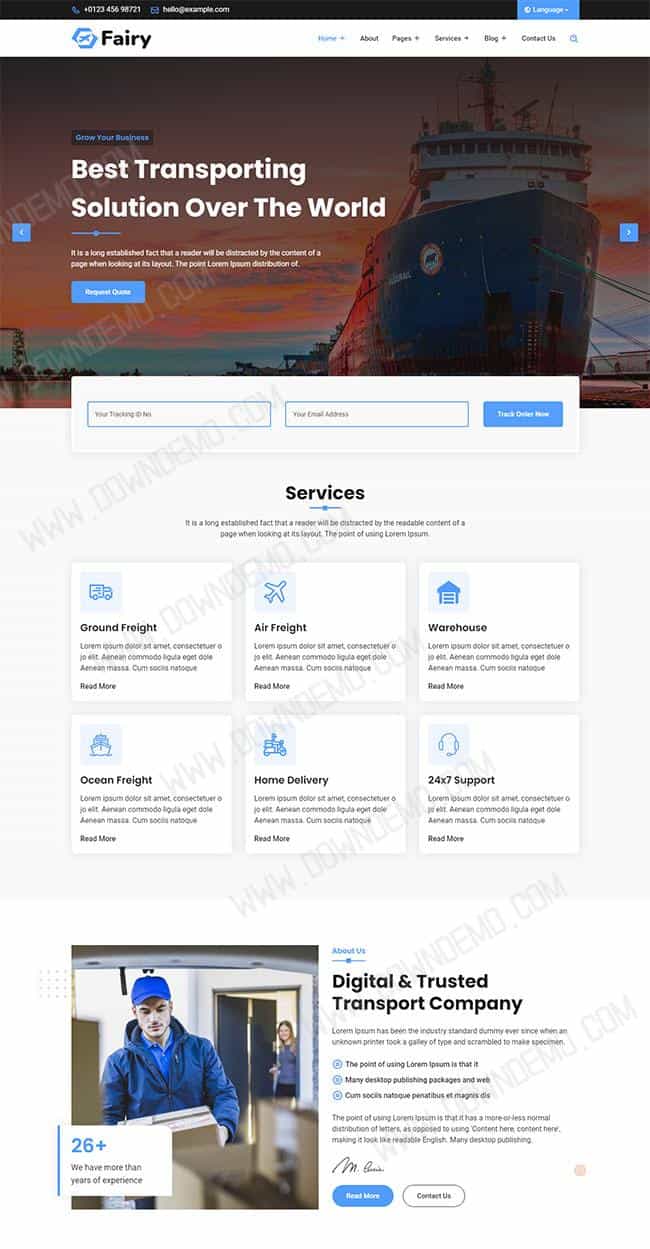 +0123 456 98721 hello@example.com Language
Fairy Home + About Pages + Services + Blog + Contact Us
Grow Your Business
Best Transporting
Solution Over The World
It is a long established fact that a reader will be distracted by the content of a
page when looking at its layout. The point Lorem Ipsum distribution of.
Request Quote
Your Tracking ID No Your Email Address Track Order Now
Services
It is a long established fact that a reader will be distracted by the readable content of a
page when looking at its layout. The point of using Lorem Ipsum.
Ground Freight
Lorem ipsum dolor sit amet, consectetuer o
jo elit. Aenean commodo ligula eget dole
Aenean massa. Cum sociis natoque
Read More
Air Freight
Lorem ipsum dolor sit amet, consectetuer o
jo elit. Aenean commodo ligula eget dole
Aenean massa. Cum sociis natoque
Read More
Warehouse
Lorem ipsum dolor sit amet, consectetuer o
jo elit. Aenean commodo ligula eget dole
Aenean massa. Cum sociis natoque
Read More
Ocean Freight
Lorem ipsum dolor sit amet, consectetuer o
jo elit. Aenean commodo ligula eget dole
Aenean massa. Cum sociis natoque
Read More
Home Delivery
Lorem ipsum dolor sit amet, consectetuer o
jo elit. Aenean commodo ligula eget dole
Aenean massa. Cum sociis natoque
Read More
24x7 Support
Lorem ipsum dolor sit amet, consectetuer o
jo elit. Aenean commodo ligula eget dole
Aenean massa. Cum sociis natoque
Read More
About Us
Digital & Trusted
Transport Company
Lorem Ipsum has been the industry standard dummy ever since when an
unknown printer took a galley of type and scrambled to make specimen.
The point of using Lorem Ipsum is that it
Many desktop publishing packages and web
Cum sociis natoque penatibus et magnis dis
The point of using Lorem Ipsum is that it has a more-or-less normal
distribution of letters, as opposed to using 'Content here, content here',
making it look like readable English. Many desktop publishing.
Read More Contact Us
26+
We have more than
years of experience
WWW.DOWNDEMO.COM
WWW.DOWNDEMO.COM
WWW.DOWNDEMO.COM
WWW.DOWNDEMO.COM
WWW.DOWNDEMO.COM